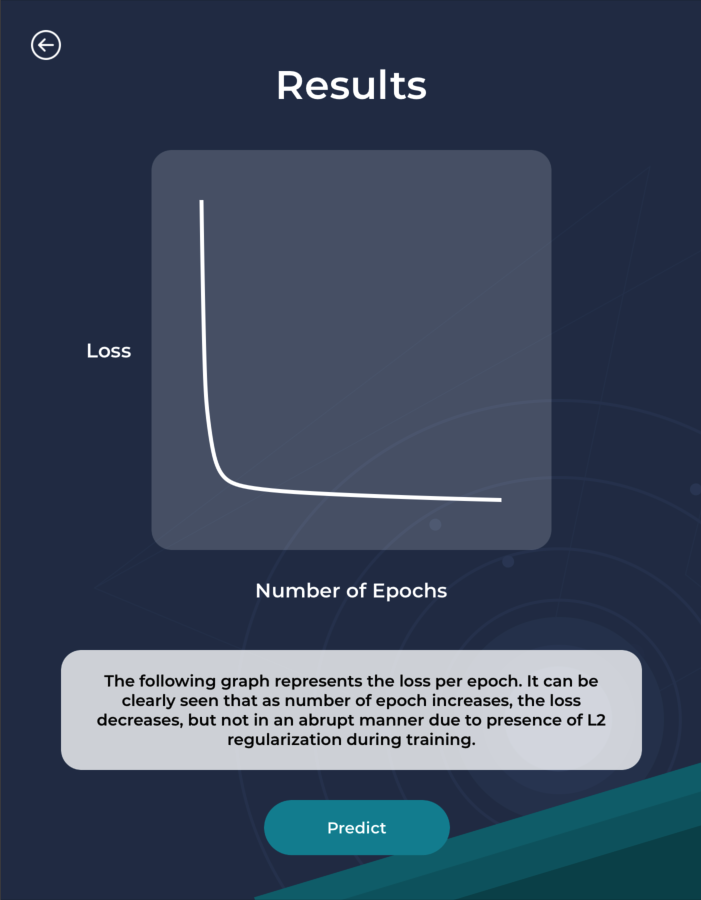 Results
Loss
Number of Epochs
The following graph represents the loss per epoch. It can be
clearly seen that as number of epoch increases, the loss
decreases, but not in an abrupt manner due to presence of L2
regularization during training.
Predict